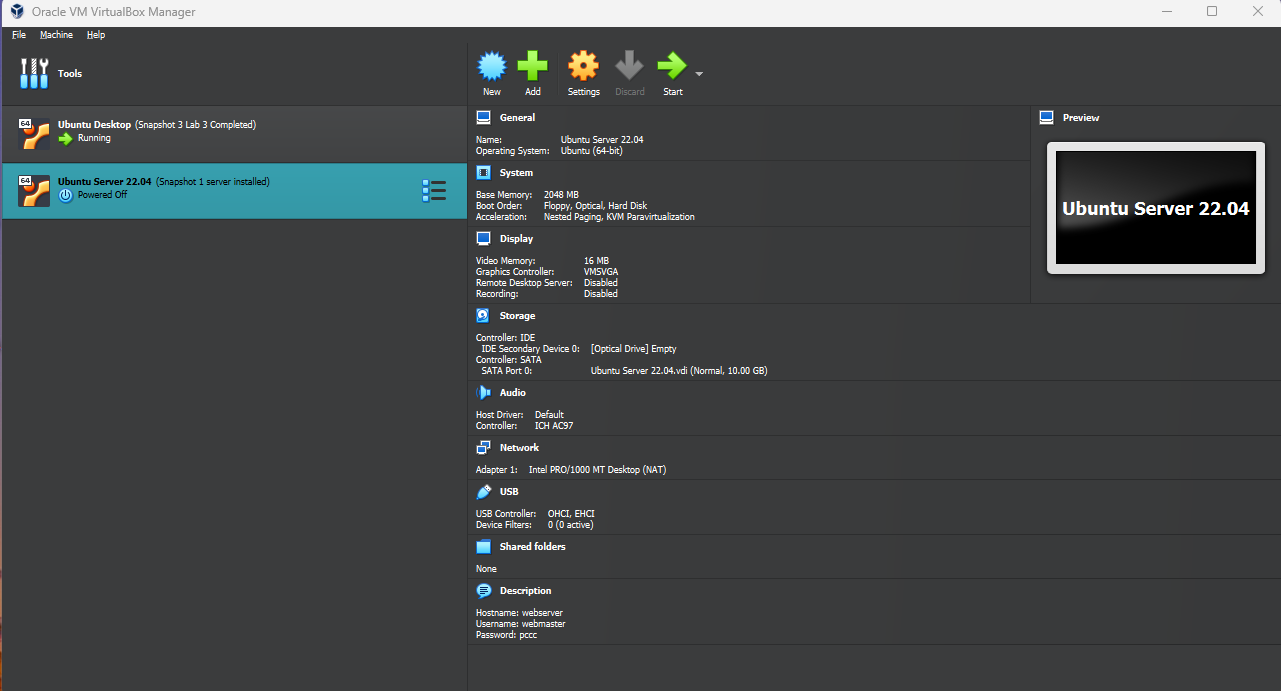 Oracle VM VirtualBox Manager
File Machine Help
Tools
New Add Settings Discard Start
64
Ubuntu Desktop (Snapshot 3 Lab 3 Completed)
Running
64
Ubuntu Server 22.04 (Snapshot 1 server installed)
Powered Off
General
Name: Ubuntu Server 22.04
Operating System: Ubuntu (64-bit)
Preview
Ubuntu Server 22.04
System
Base Memory: 2048 MB
Boot Order: Floppy, Optical, Hard Disk
Acceleration: Nested Paging, KVM Paravirtualization
Display
Video Memory: 16 MB
Graphics Controller: VMSVGA
Remote Desktop Server: Disabled
Recording: Disabled
Storage
Controller: IDE
IDE Secondary Device 0: [Optical Drive] Empty
Controller: SATA
SATA Port 0: Ubuntu Server 22.04.vdi (Normal, 10.00 GB)
Audio
Host Driver: Default
Controller: ICH AC97
Network
Adapter 1: Intel PRO/1000 MT Desktop (NAT)
USB
USB Controller: OHCI, EHCI
Device Filters: 0 (0 active)
Shared folders
None
Description
Hostname: webserver
Username: webmaster
Password: pccc